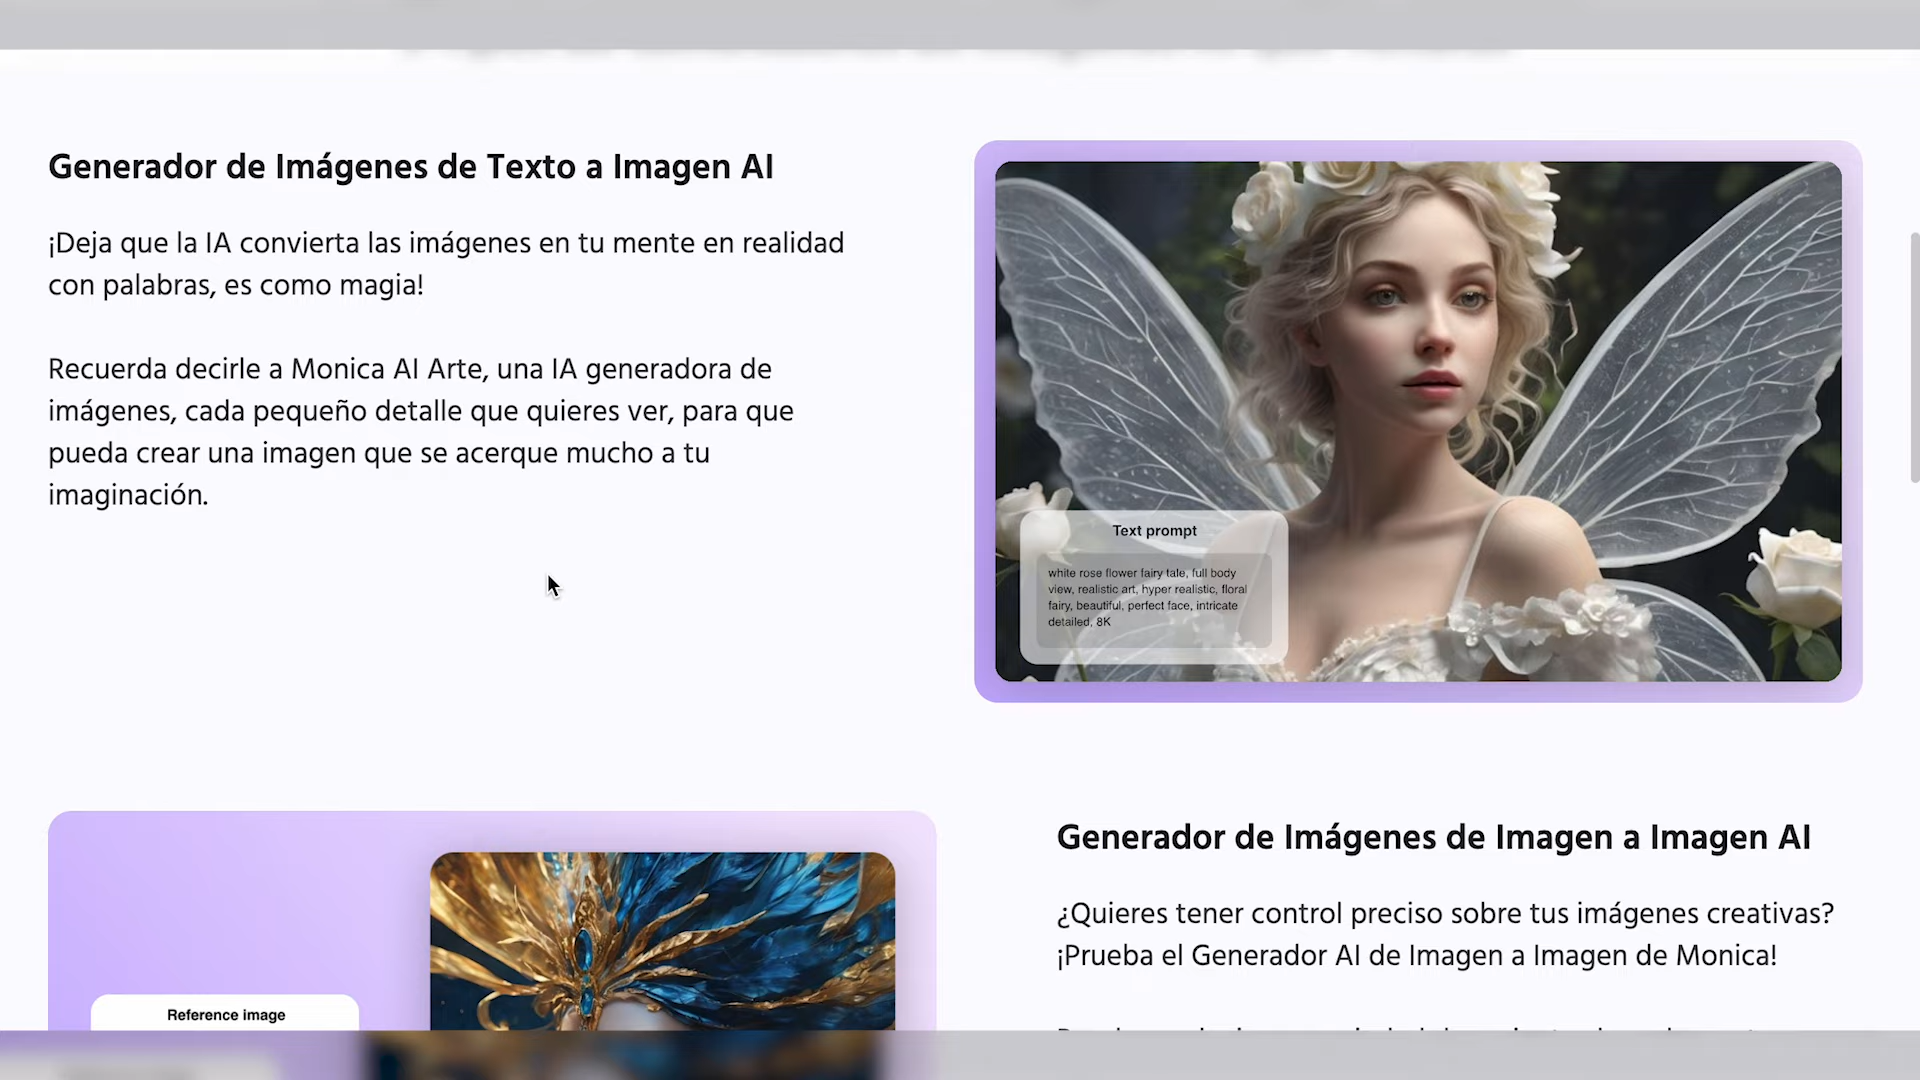 Generador de Imágenes de Texto a Imagen AI
¡Deja que la IA convierta las imágenes en tu mente en realidad
con palabras, es como magia!
Recuerda decirle a Monica AI Arte, una IA generadora de
imágenes, cada pequeño detalle que quieres ver, para que
pueda crear una imagen que se acerque mucho a tu
imaginación.
Text prompt
white rose flower fairy tale, full body
view, realistic art, hyper realistic, floral
fairy, beautiful, perfect face, intricate
detailed, 8K
Generador de Imágenes de Imagen a Imagen AI
¿Quieres tener control preciso sobre tus imágenes creativas?
¡Prueba el Generador AI de Imagen a Imagen de Monica!
Reference image